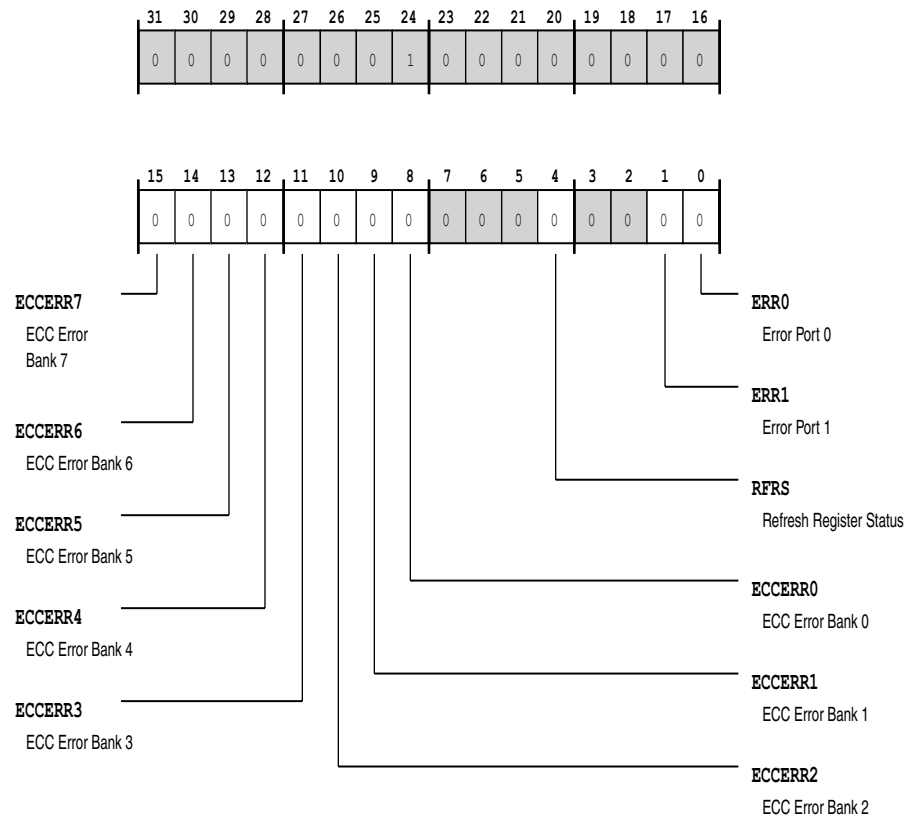 31 30 29 28 27 26 25 24 23 22 21 20 19 18 17 16
0 0 0 0 0 0 0 1 0 0 0 0 0 0 0 0
15 14 13 12 11 10 9 8 7 6 5 4 3 2 1 0
0 0 0 0 0 0 0 0 0 0 0 0 0 0 0 0
ECCERR7
ECC Error
Bank 7
ECCERR6
ECC Error Bank 6
ECCERR5
ECC Error Bank 5
ECCERR4
ECC Error Bank 4
ECCERR3
ECC Error Bank 3
ERR0
Error Port 0
ERR1
Error Port 1
RFRS
Refresh Register Status
ECCERR0
ECC Error Bank 0
ECCERR1
ECC Error Bank 1
ECCERR2
ECC Error Bank 2